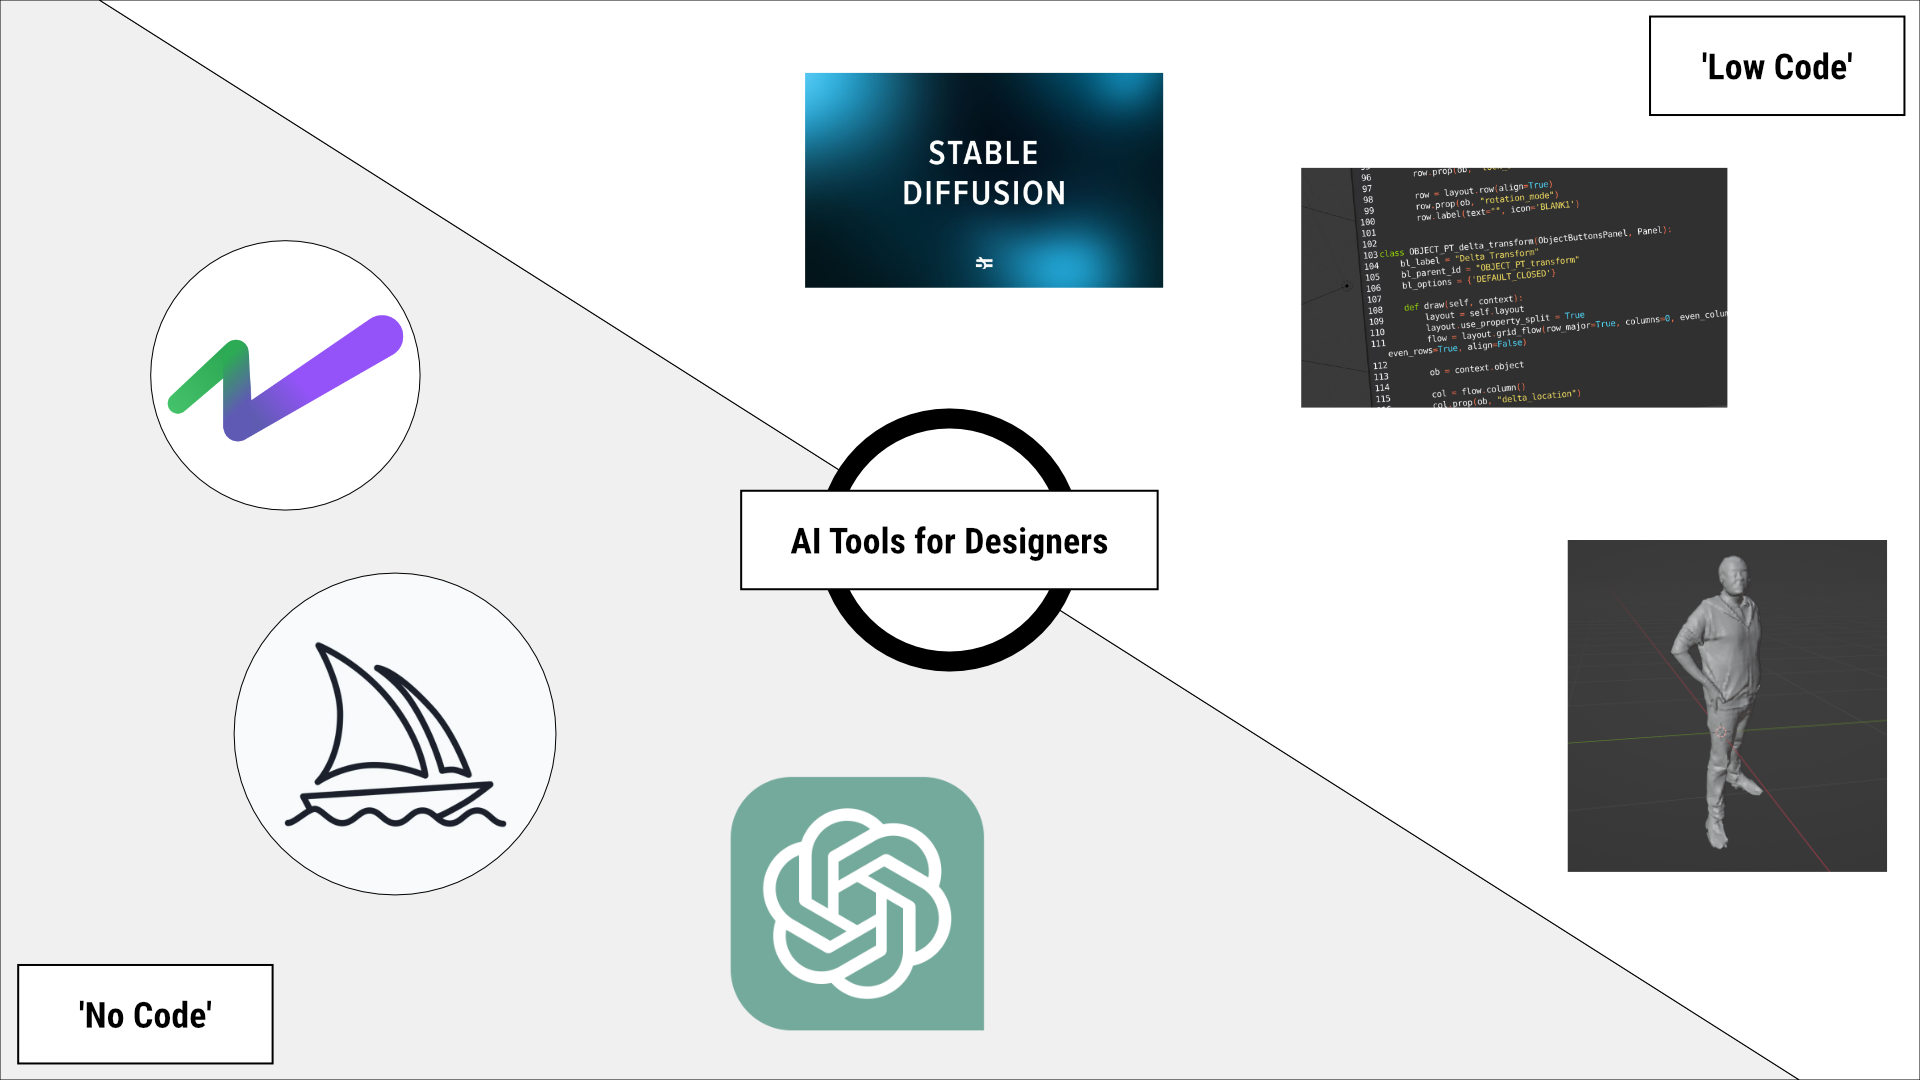 'Low Code'
STABLE
DIFFUSION
96 row.prop(ob,
97
98 row = layout.row(align=True)
99 row.prop(ob, "rotation_mode")
100 row.label(text="", icon='BLANK1')
101
102
103 class OBJECT_PT_delta_transform(ObjectButtonsPanel, Panel):
104 bl_label = "Delta Transform"
105 bl_parent_id = "OBJECT_PT_transform"
106 bl_options = {'DEFAULT_CLOSED'}
107
108 def draw(self, context):
109 layout = self.layout
110 layout.use_property_split = True
111 flow = layout.grid_flow(row_major=True, columns=0, even_colum
even_rows=True, align=False)
112
113 ob = context.object
114
115 col = flow.column()
col.prop(ob, "delta_location")
AI Tools for Designers
'No Code'